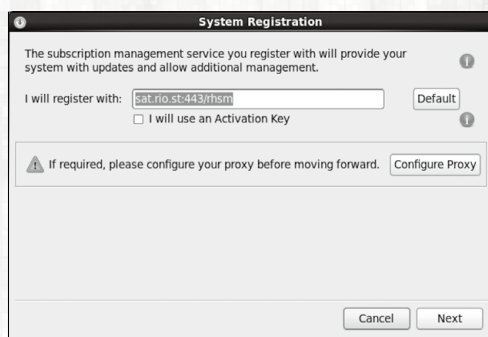 System Registration
The subscription management service you register with will provide your
system with updates and allow additional management.
I will register with: sat.rio.st:443/rhsm Default
I will use an Activation Key
If required, please configure your proxy before moving forward. Configure Proxy
Cancel Next